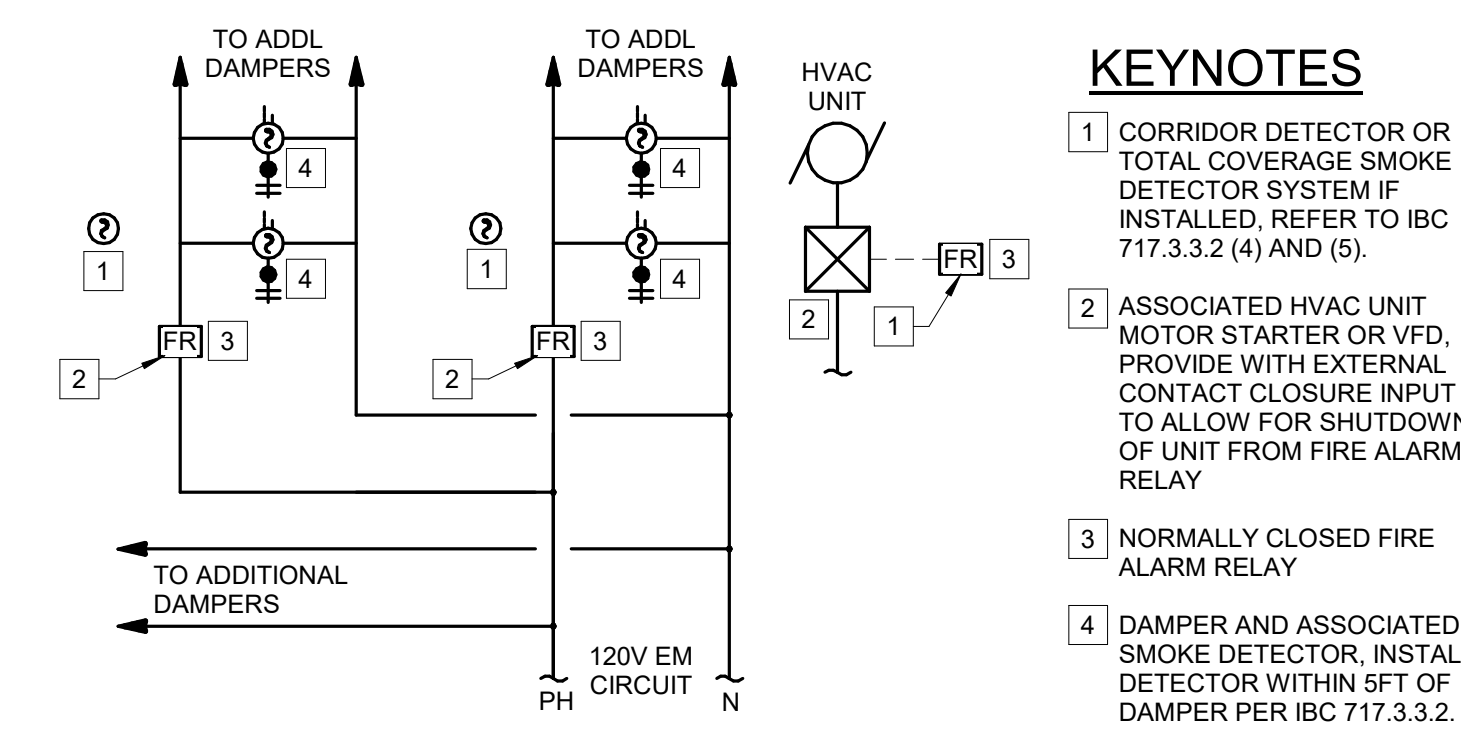 TO ADDL
DAMPERS
TO ADDL
DAMPERS
HVAC
UNIT
4
4
4
4
1
1
FR 3
FR 3
FR 3
2
2
2
1
TO ADDITIONAL
DAMPERS
120V EM
CIRCUIT
PH
N
KEYNOTES
1 CORRIDOR DETECTOR OR
TOTAL COVERAGE SMOKE
DETECTOR SYSTEM IF
INSTALLED, REFER TO IBC
717.3.3.2 (4) AND (5).
2 ASSOCIATED HVAC UNIT
MOTOR STARTER OR VFD,
PROVIDE WITH EXTERNAL
CONTACT CLOSURE INPUT
TO ALLOW FOR SHUTDOWN
OF UNIT FROM FIRE ALARM
RELAY
3 NORMALLY CLOSED FIRE
ALARM RELAY
4 DAMPER AND ASSOCIATED
SMOKE DETECTOR, INSTAL
DETECTOR WITHIN 5FT OF
DAMPER PER IBC 717.3.3.2.